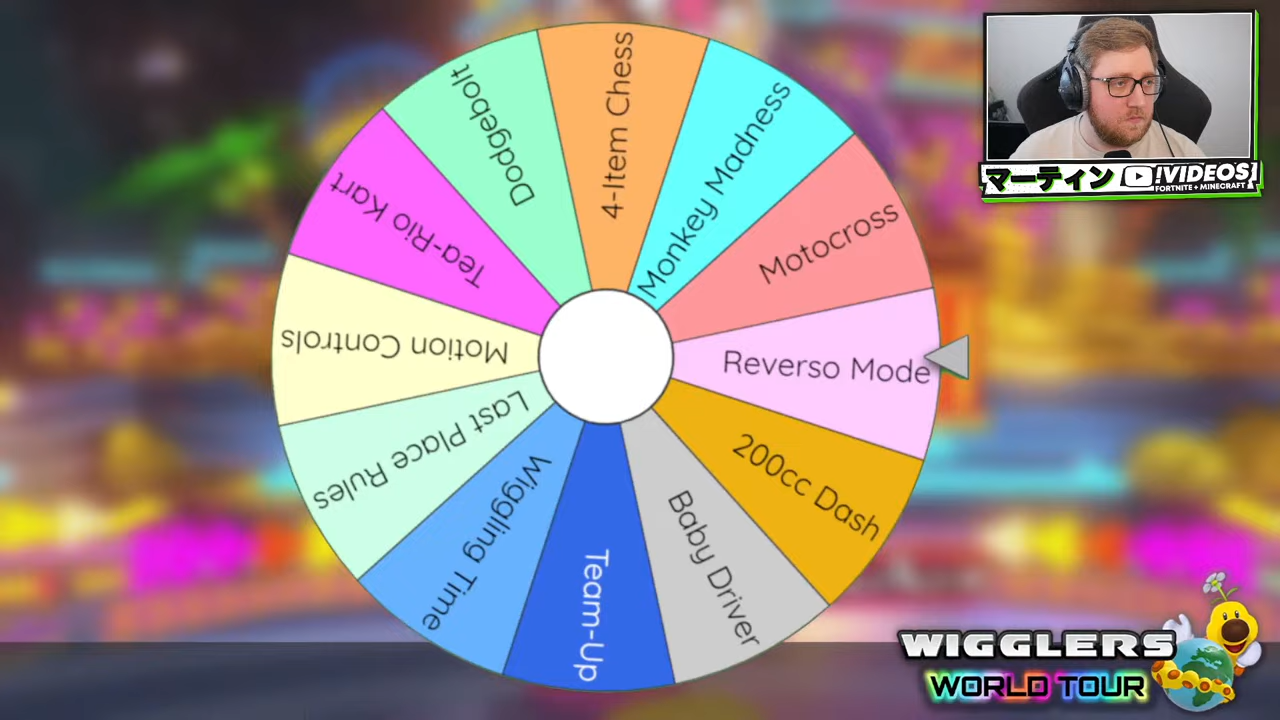 4-Item Chess
Monkey Madness
Motocross
Reverso Mode
200cc Dash
Baby Driver
Team-Up
Wiggling Time
Last Place Rules
Motion Controls
Tea-Rio Kart
Dodgebolt
マーティン
!VIDEOS
FORTNITE + MINECRAFT
WIGGLERS
WORLD TOUR